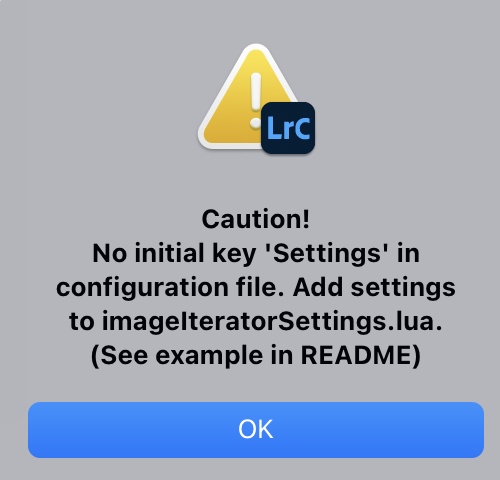 LrC
Caution!
No initial key 'Settings' in
configuration file. Add settings
to imageIteratorSettings.lua.
(See example in README)
OK